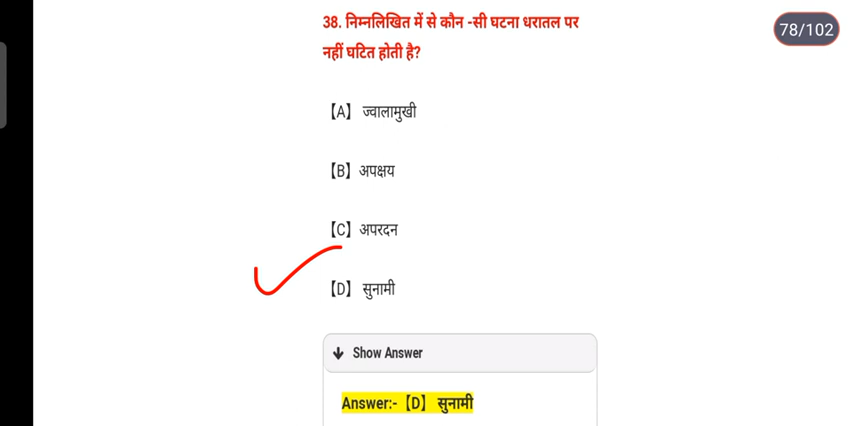 38. निम्नलिखित में से कौन -सी घटना धरातल पर
नहीं घटित होती है?
78/102
【A】 ज्वालामुखी
【B】 अपक्षय
【C】 अपरदन
【D】 सुनामी
Show Answer
Answer:- 【D】 सुनामी